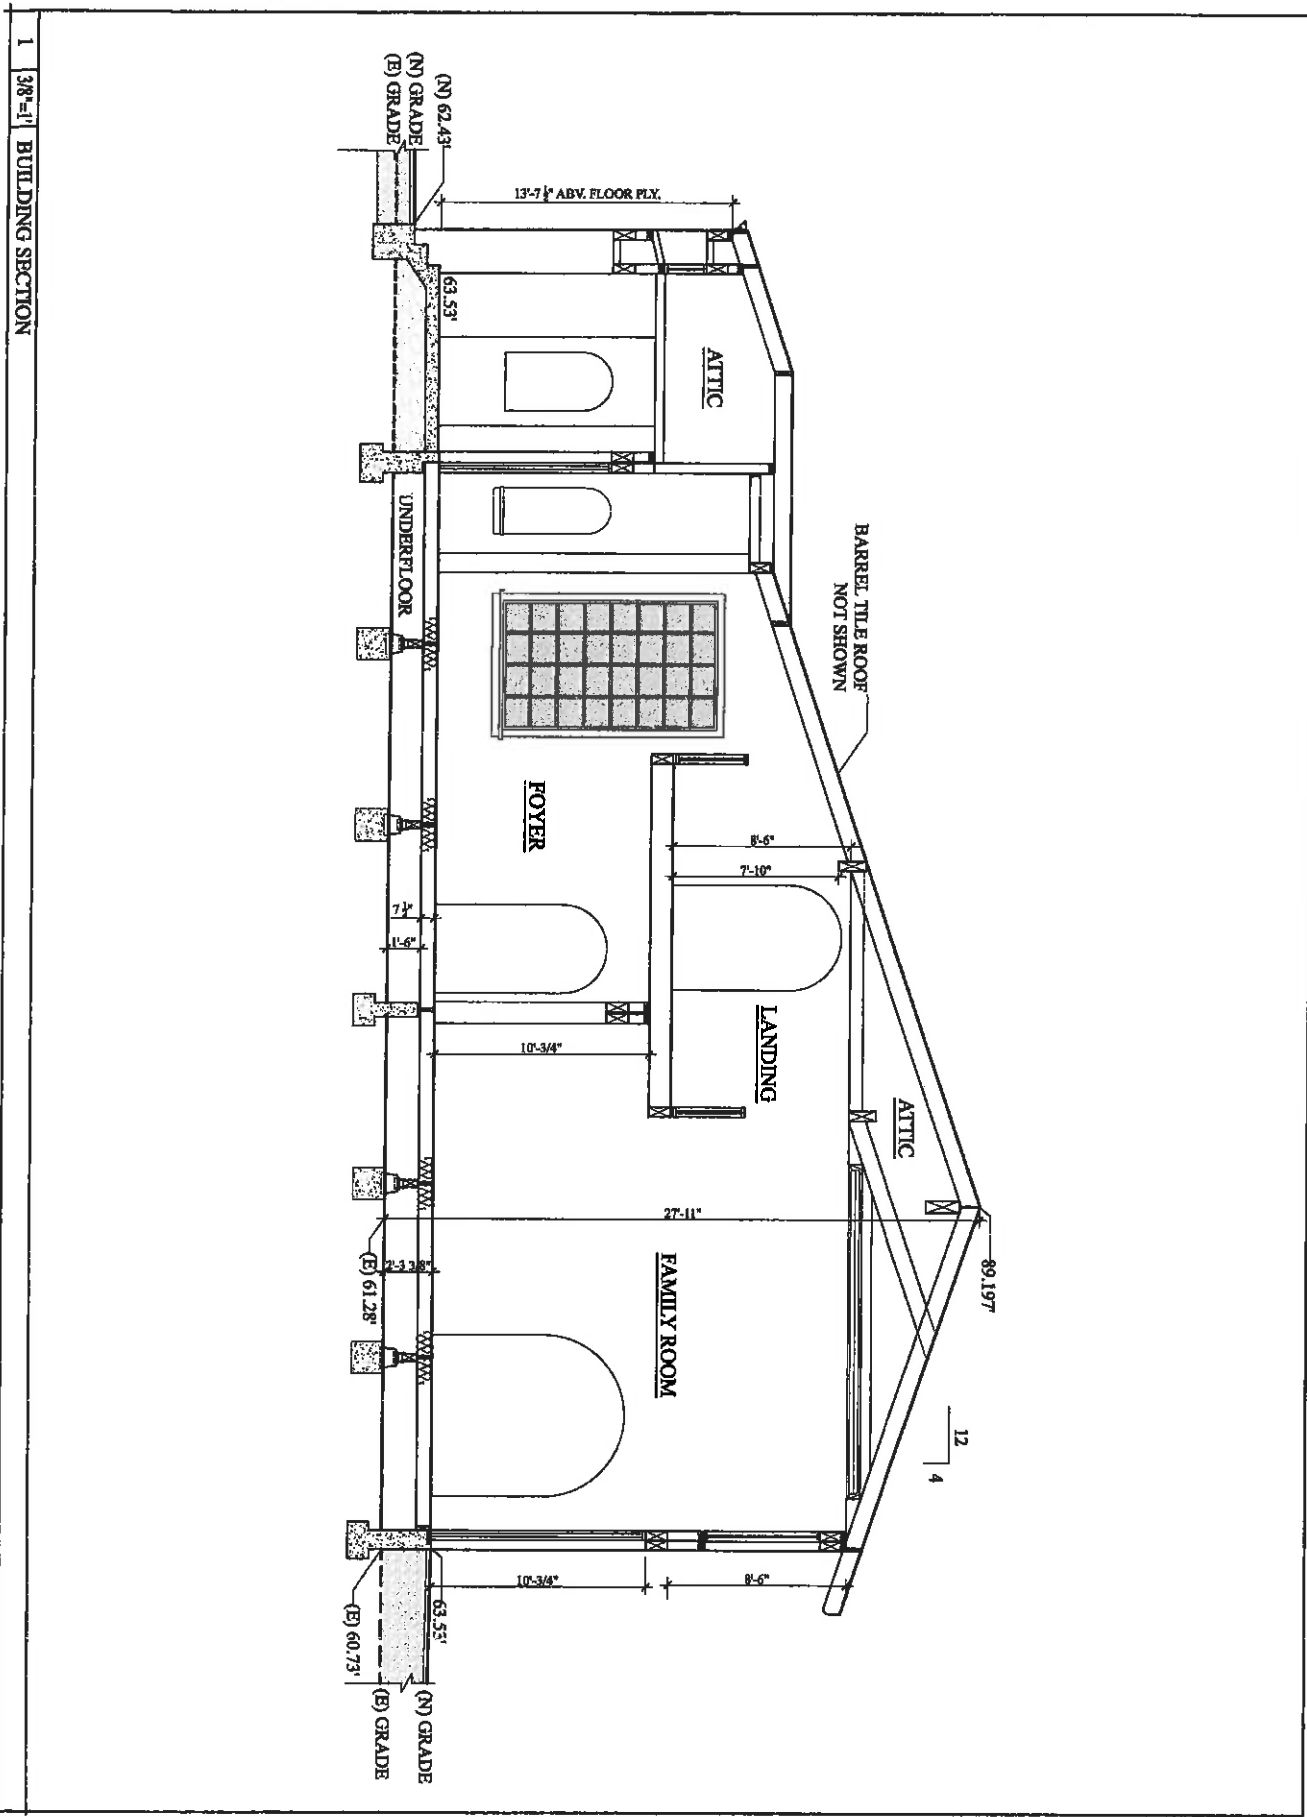 BARREL TILE ROOF
NOT SHOWN
89.197'
12
4
ATTIC
ATTIC
8'-6"
7'-10"
LANDING
13'-7 ½" ABV. FLOOR PLY.
27'-11"
8'-6"
FOYER
FAMILY ROOM
10'-3/4"
10'-3/4"
(N) 62.43'
(N) GRADE
(E) GRADE
63.53'
UNDERFLOOR
1'-6"
2'-3 3/8"
(E) 61.28'
63.53'
(E) 60.73'
(N) GRADE
(E) GRADE
1
3/8"=1'
BUILDING SECTION